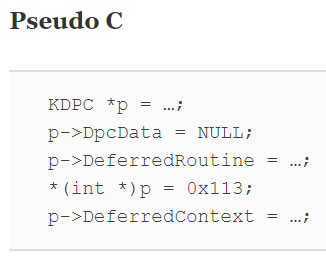 Pseudo C
KDPC *p = …;
p->DpcData = NULL;
p->DeferredRoutine = …;
*(int *)p = 0x113;
p->DeferredContext = …;